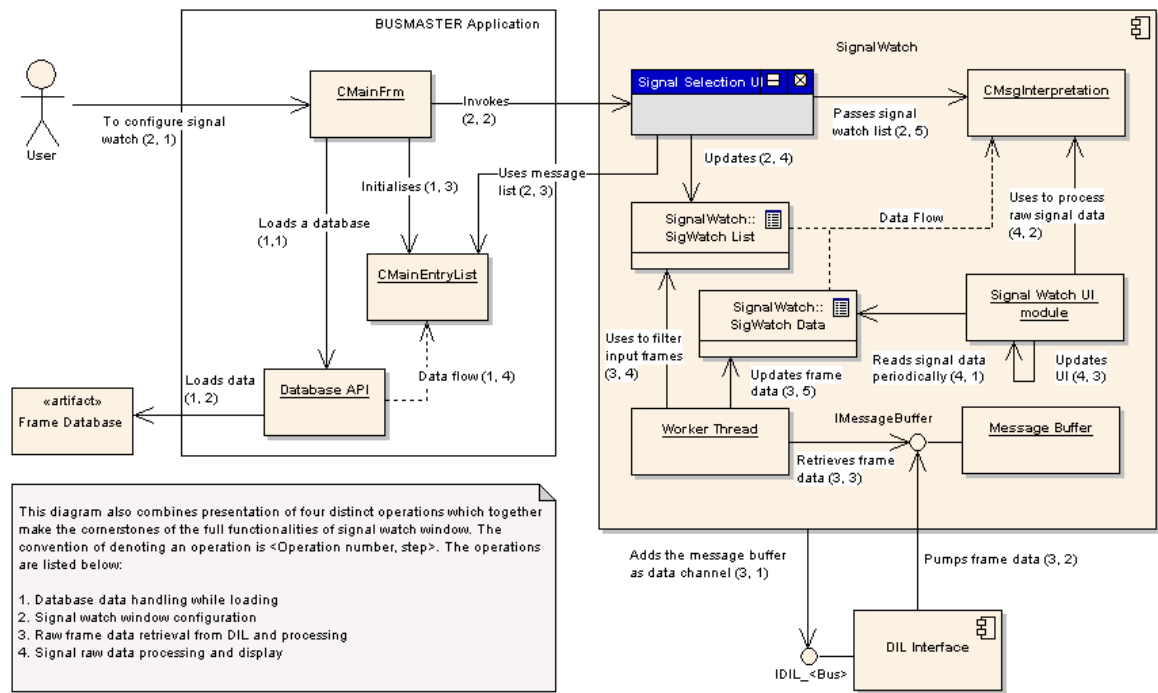 BUSMASTER Application
SignalWatch
CMainFrm
Signal Selection UI
CMsgInterpretation
Invokes
(2, 2)
To configure signal
watch (2, 1)
User
Passes signal
watch list (2, 5)
Updates (2, 4)
Uses message
list (2, 3)
Initialises (1, 3)
Loads a database
(1,1)
SignalWatch::
SigWatch List
Data Flow
Uses to process
raw signal data
(4, 2)
CMainEntryList
SignalWatch::
SigWatch Data
Signal Watch UI
module
Uses to filter
input frames
(3, 4)
Reads signal data
periodically (4, 1)
Updates
UI (4, 3)
Updates frame
data (3, 5)
Data flow (1, 4)
Loads data
(1, 2)
Database API
«artifact»
Frame Database
Worker Thread
IMessageBuffer
Message Buffer
Retrieves frame
data (3, 3)
This diagram also combines presentation of four distinct operations which together
make the cornerstones of the full functionalities of signal watch window. The
convention of denoting an operation is <Operation number, step>. The operations
are listed below:
1. Database data handling while loading
2. Signal watch window configuration
3. Raw frame data retrieval from DIL and processing
4. Signal raw data processing and display
Adds the message buffer
as data channel (3, 1)
Pumps frame data (3, 2)
DIL Interface
IDIL_<Bus>